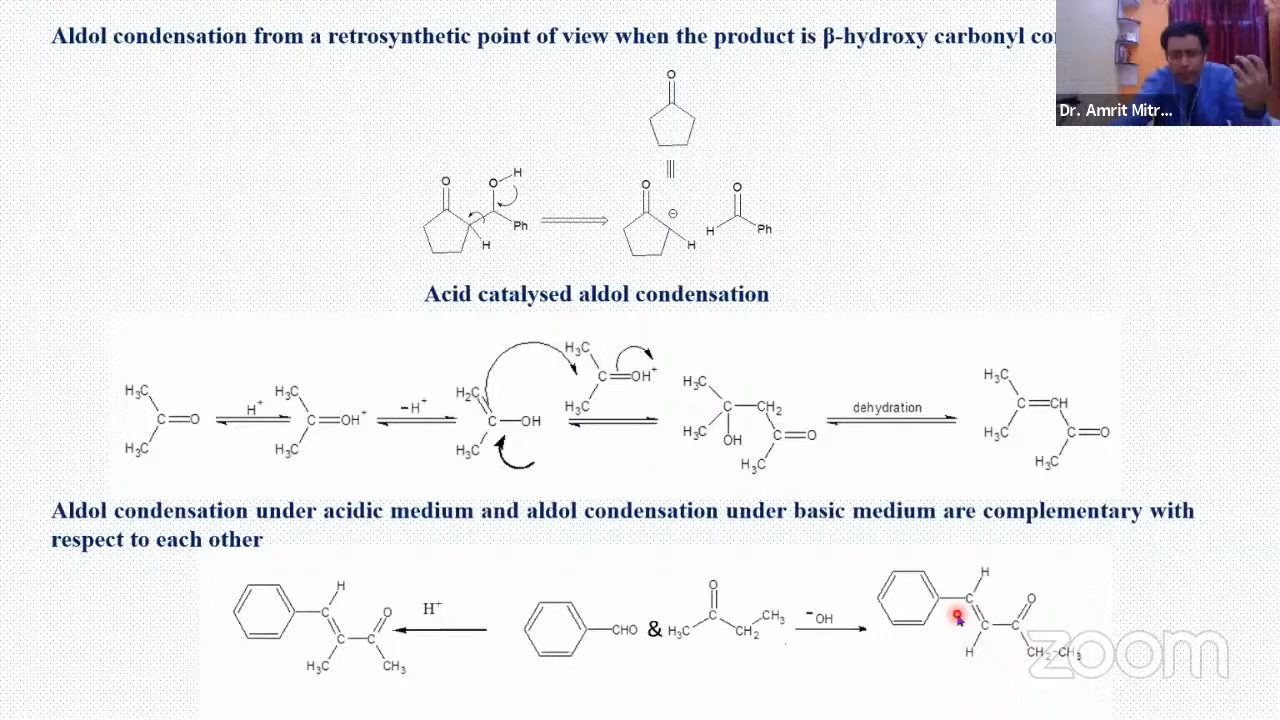 Aldol condensation from a retrosynthetic point of view when the product is β-hydroxy carbonyl
Dr. Amrit Mitr...
O
O
O
H
Ph
H
O
⊖
H
O
H
Ph
Acid catalysed aldol condensation
H₃C
C=O
H₃C
H⁺
H₃C
C=OH⁺
H₃C
−H⁺
H₂C
C−OH
H₃C
H₃C
C=OH⁺
H₃C
H₃C
C
CH₂
H₃C
OH
C=O
H₃C
dehydration
H₃C
C=CH
H₃C
C=O
H₃C
Aldol condensation under acidic medium and aldol condensation under basic medium are complementary with
respect to each other
H
C
O
C
C
H₃C
CH₃
H⁺
CHO
&
O
H₃C
C
CH₂
CH₃
⁻OH
H
C
O
C
C
H
CH₂-CH₃
zoom